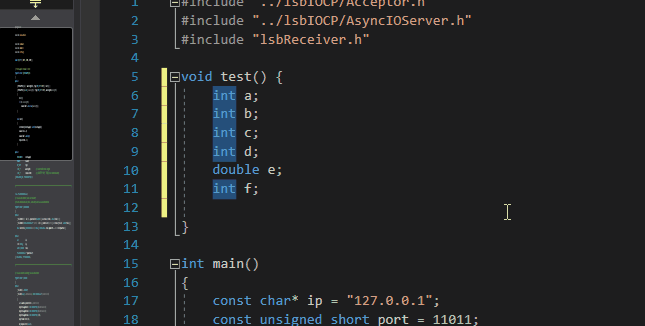 1 #include "../lsbIOCP/Acceptor.h"
2 #include "../lsbIOCP/AsyncIOServer.h"
3 #include "lsbReceiver.h"
4
5 void test() {
6 int a;
7 int b;
8 int c;
9 int d;
10 double e;
11 int f;
12
13 }
14
15 int main()
16 {
17 const char* ip = "127.0.0.1";
18 const unsigned short port = 11011;